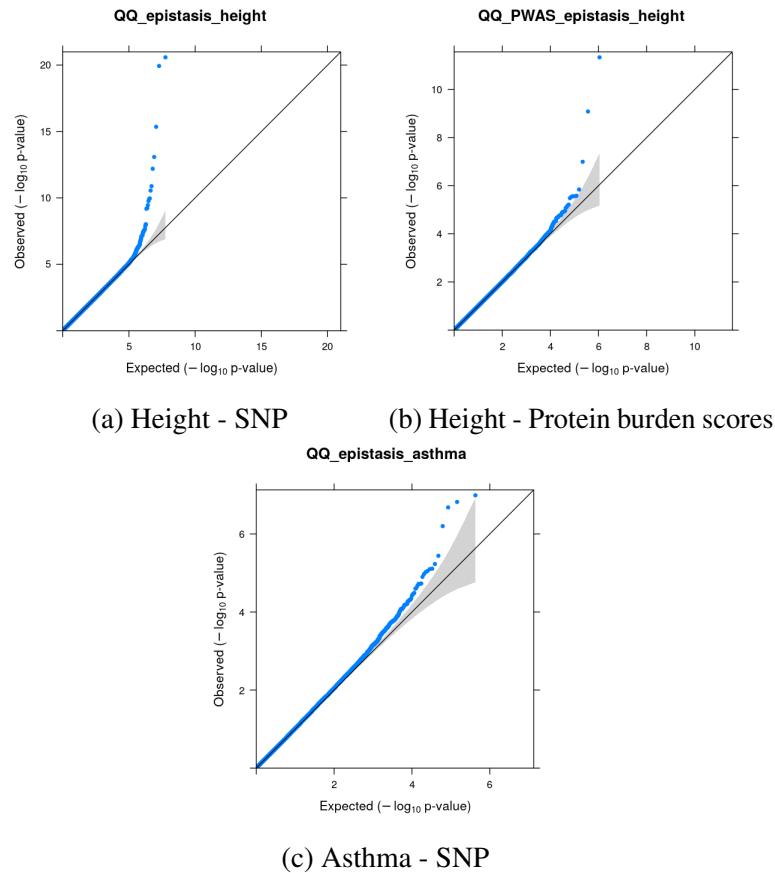 QQ_epistasis_height
QQ_PWAS_epistasis_height
20
15
10
5
5 10 15 20
Observed (− log10 p-value)
Expected (− log10 p-value)
10
8
6
4
2
2 4 6 8 10
Observed (− log10 p-value)
Expected (− log10 p-value)
(a) Height - SNP
(b) Height - Protein burden scores
QQ_epistasis_asthma
6
4
2
2 4 6
Observed (− log10 p-value)
Expected (− log10 p-value)
(c) Asthma - SNP